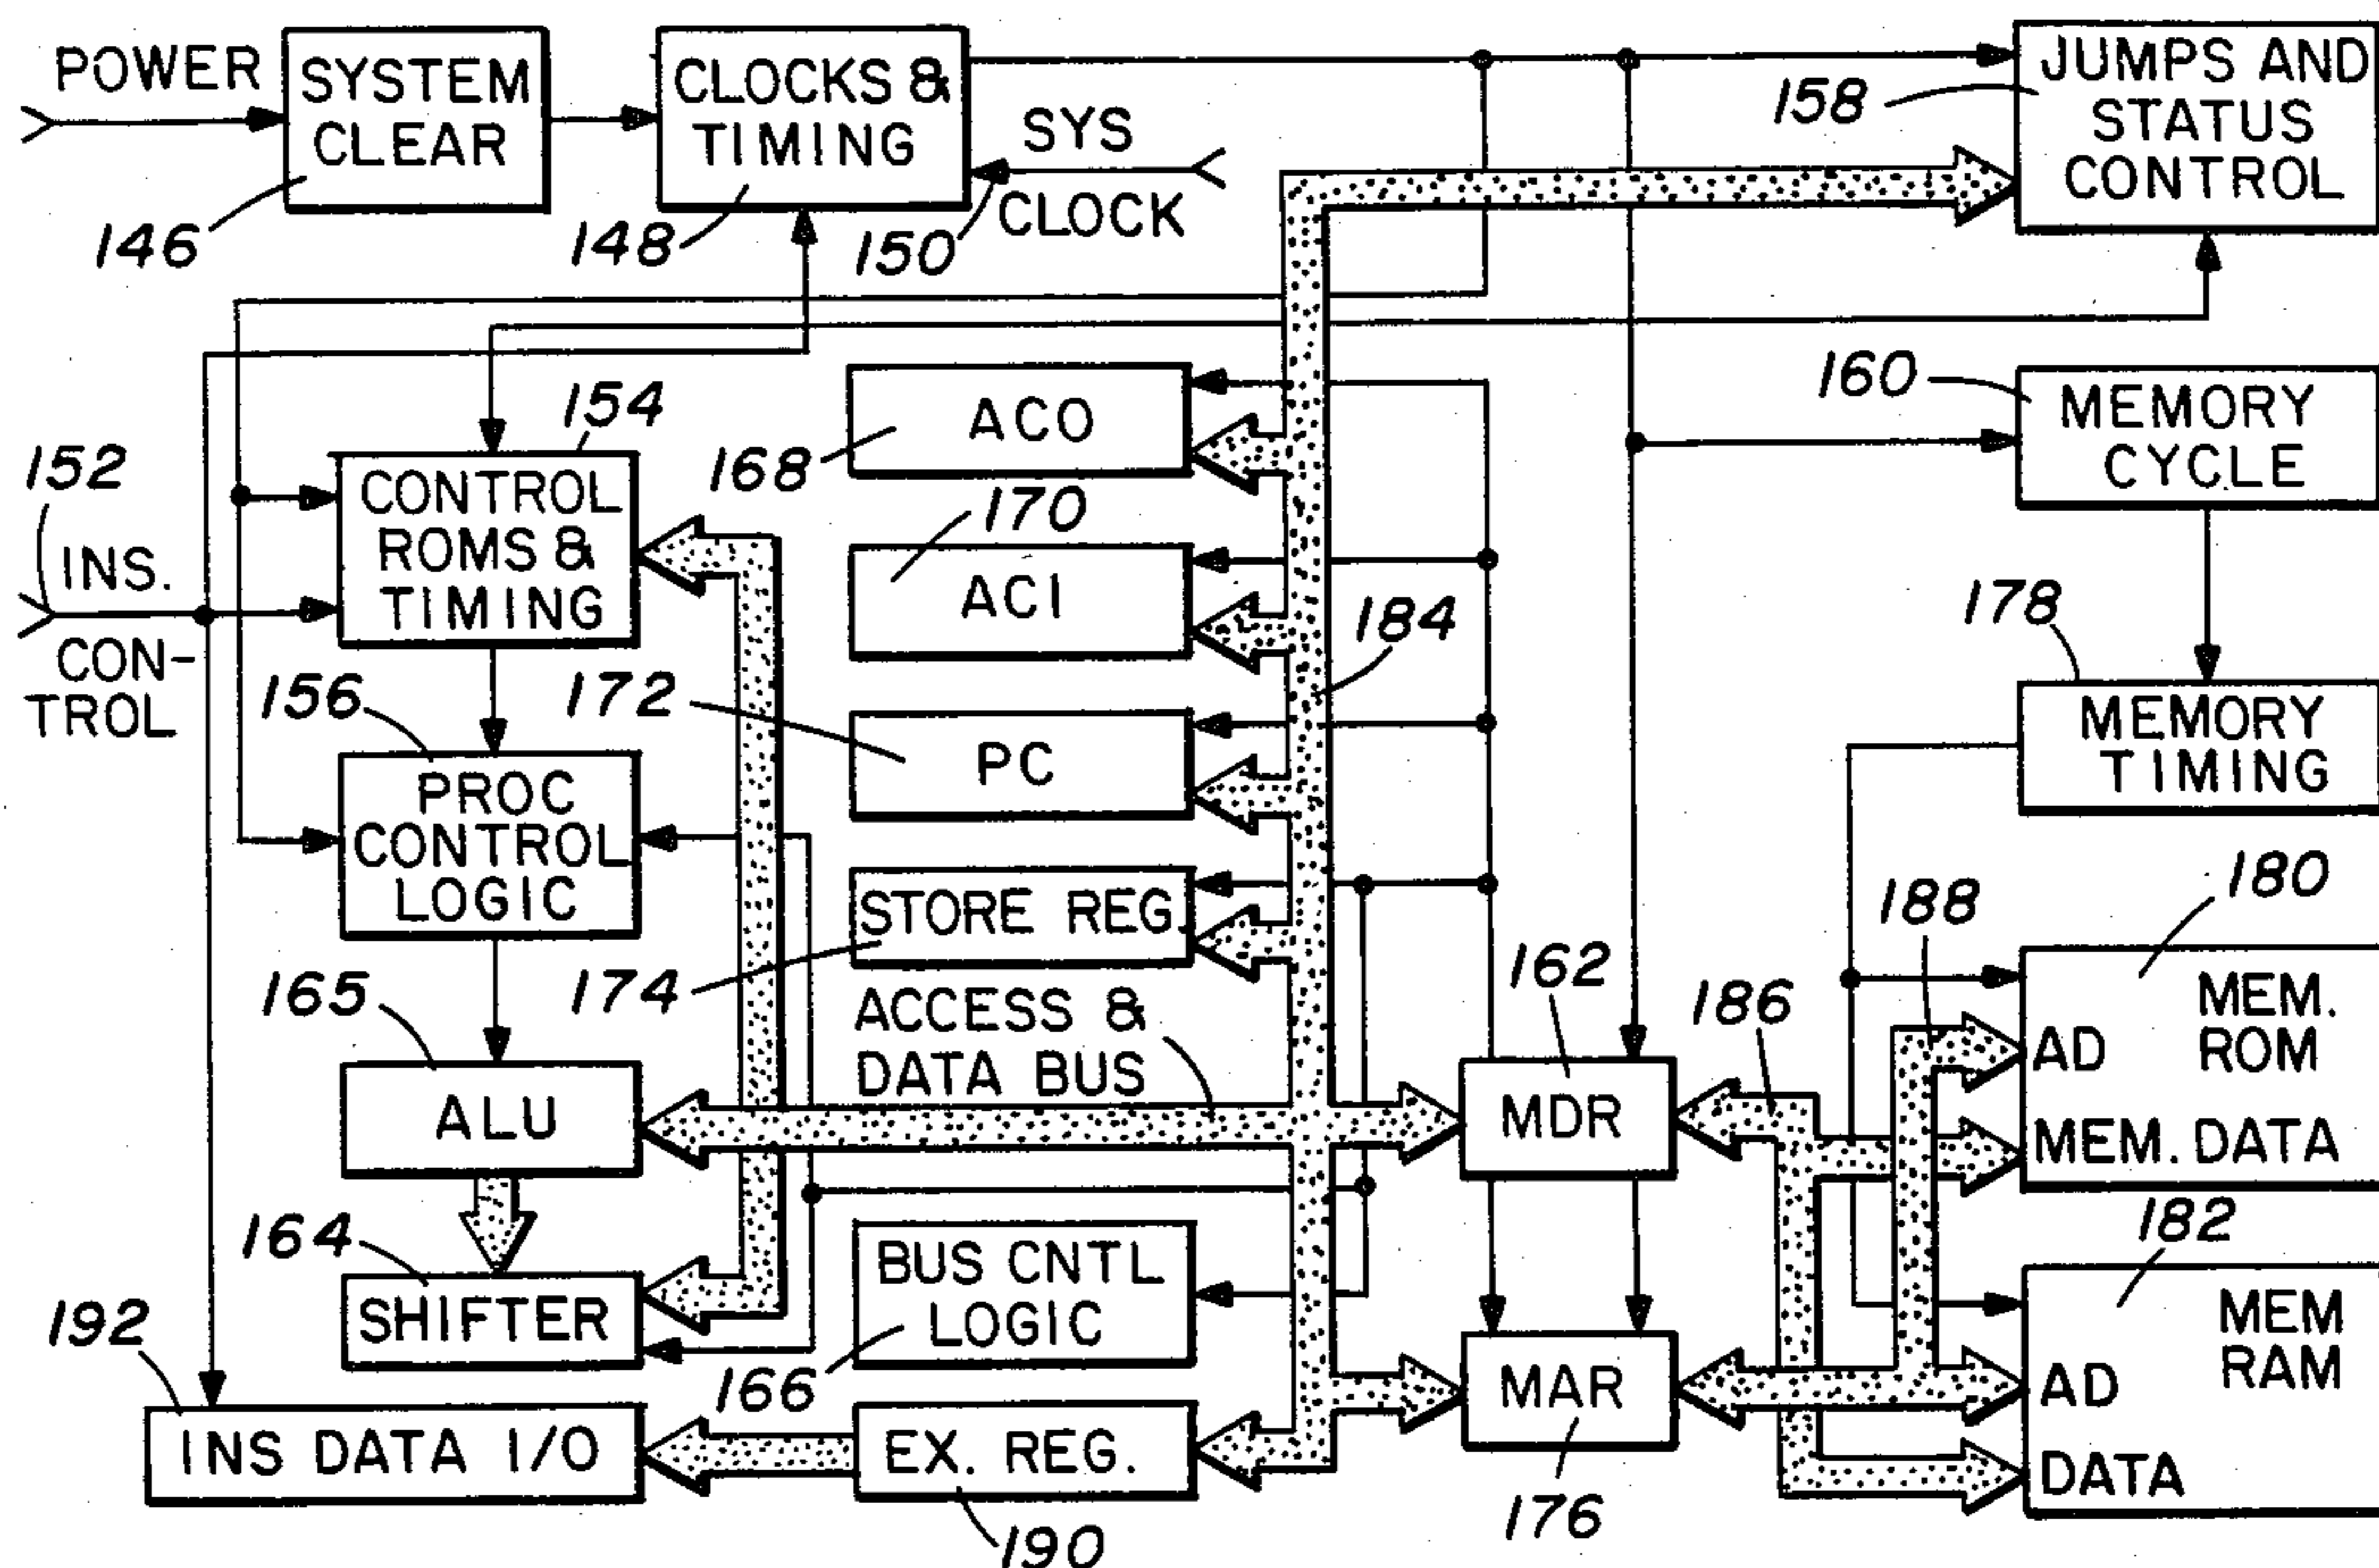 POWER
SYSTEM
CLEAR
146
CLOCKS &
TIMING
148
SYS
CLOCK
150
JUMPS AND
STATUS
CONTROL
158
152
INS.
CON-
TROL
154
CONTROL
ROMS &
TIMING
156
PROC
CONTROL
LOGIC
165
ALU
164
SHIFTER
192
INS DATA I/O
ACO
168
170
ACI
172
PC
STORE REG.
174
184
ACCESS &
DATA BUS
BUS CNTL
LOGIC
166
EX. REG.
190
160
MEMORY
CYCLE
178
MEMORY
TIMING
162
MDR
186
188
180
MEM.
ROM
AD
MEM. DATA
182
MEM
RAM
AD
DATA
MAR
176